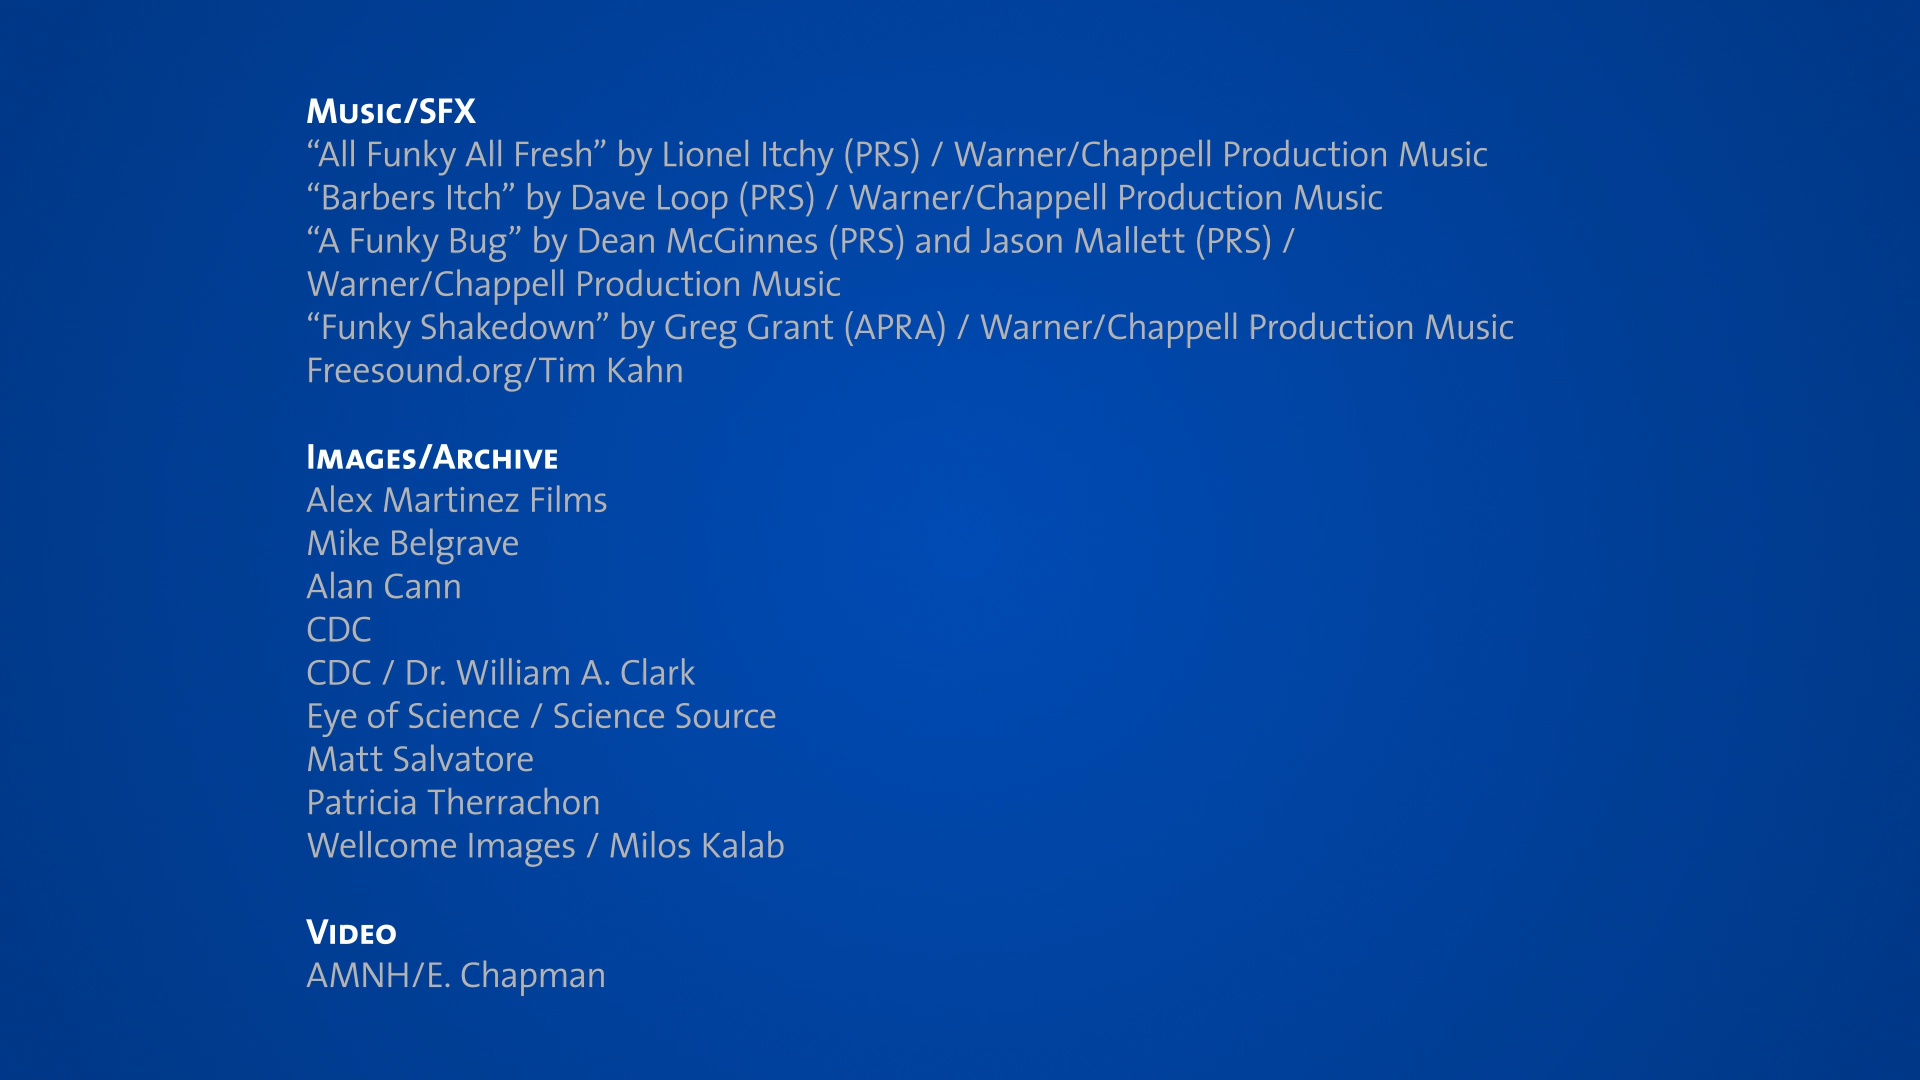 Music/SFX
“All Funky All Fresh” by Lionel Itchy (PRS) / Warner/Chappell Production Music
“Barbers Itch” by Dave Loop (PRS) / Warner/Chappell Production Music
“A Funky Bug” by Dean McGinnes (PRS) and Jason Mallett (PRS) /
Warner/Chappell Production Music
“Funky Shakedown” by Greg Grant (APRA) / Warner/Chappell Production Music
Freesound.org/Tim Kahn
Images/Archive
Alex Martinez Films
Mike Belgrave
Alan Cann
CDC
CDC / Dr. William A. Clark
Eye of Science / Science Source
Matt Salvatore
Patricia Therrachon
Wellcome Images / Milos Kalab
Video
AMNH/E. Chapman